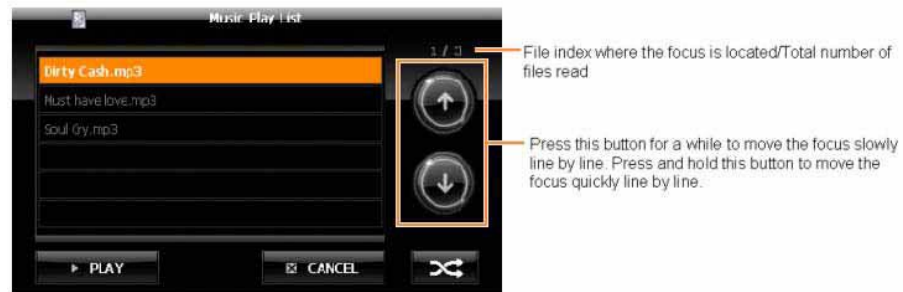 Music Play List
1 / 3
Dirty Cash.mp3
Must have love.mp3
Soul Cry.mp3
PLAY
CANCEL
File index where the focus is located/Total number of
files read
Press this button for a while to move the focus slowly
line by line. Press and hold this button to move the
focus quickly line by line.